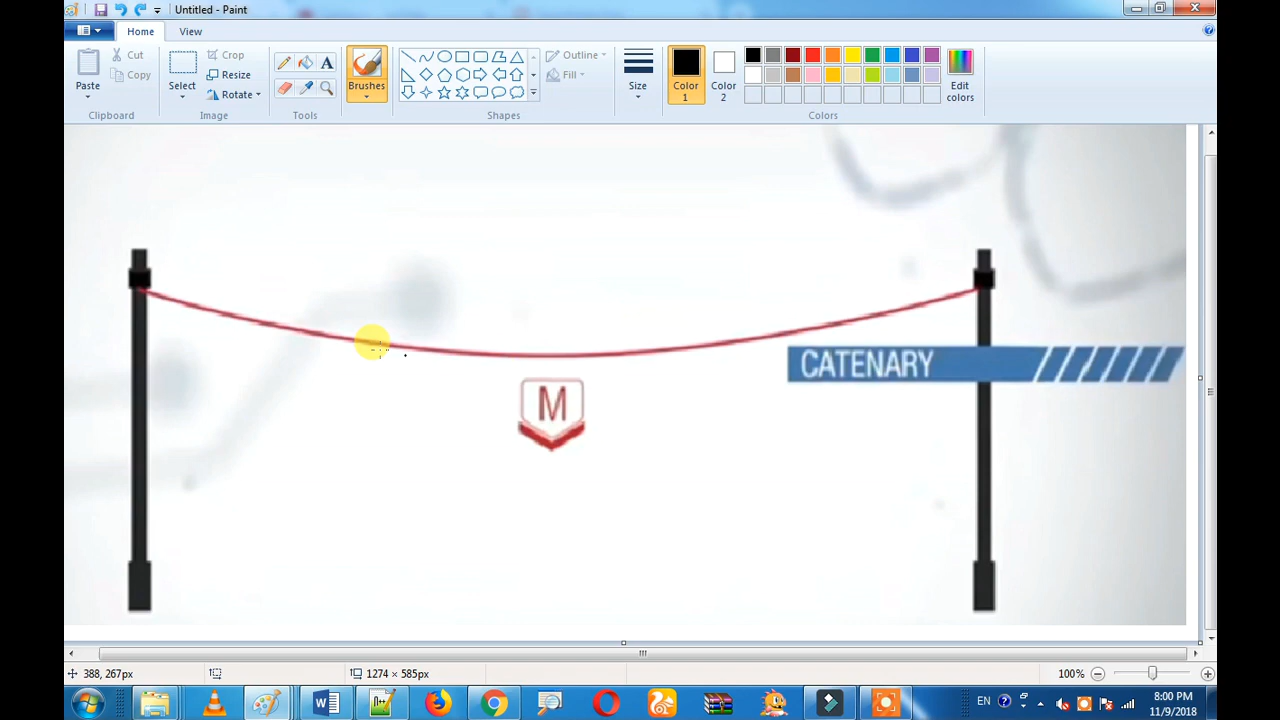 Untitled - Paint
Home View
Paste
Cut
Copy
Clipboard
Select
Crop
Resize
Rotate
Image
A
Tools
Brushes
Outline
Fill
Shapes
Size
Color 1
Color 2
Edit colors
Colors
CATENARY
M
388, 267px
1274 × 585px
100%
EN
8:00 PM
11/9/2018